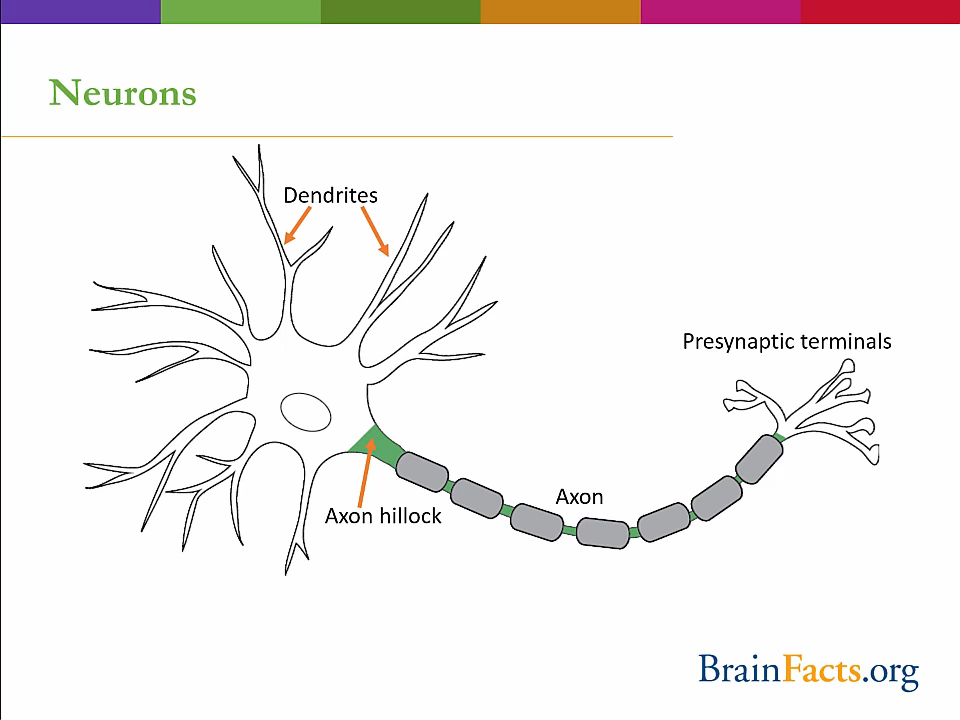 Neurons
Dendrites
Presynaptic terminals
Axon
Axon hillock
BrainFacts.org